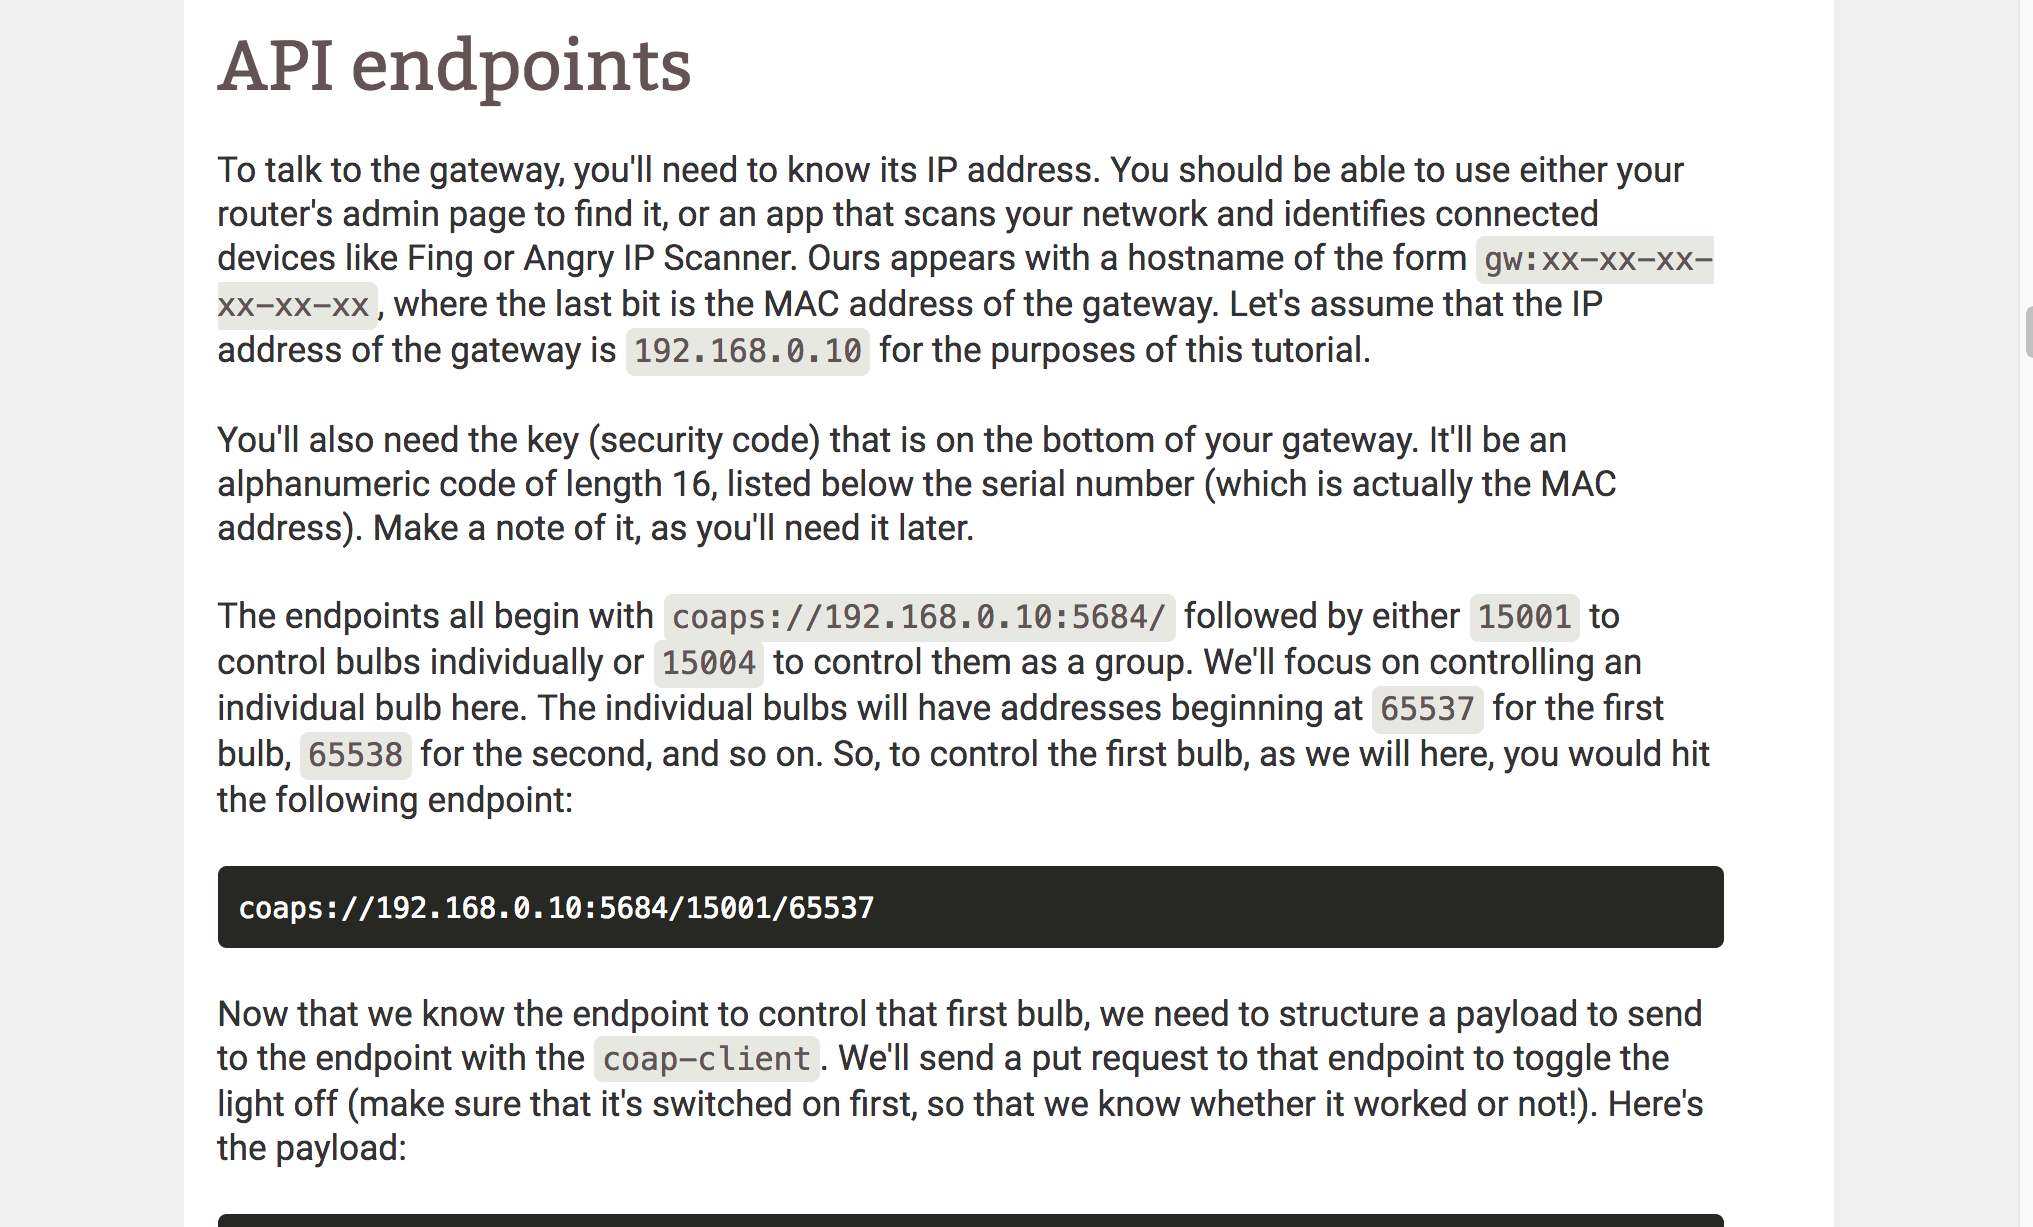 API endpoints
To talk to the gateway, you'll need to know its IP address. You should be able to use either your
router's admin page to find it, or an app that scans your network and identifies connected
devices like Fing or Angry IP Scanner. Ours appears with a hostname of the form gw:xx-xx-xx-
xx-xx-xx, where the last bit is the MAC address of the gateway. Let's assume that the IP
address of the gateway is 192.168.0.10 for the purposes of this tutorial.
You'll also need the key (security code) that is on the bottom of your gateway. It'll be an
alphanumeric code of length 16, listed below the serial number (which is actually the MAC
address). Make a note of it, as you'll need it later.
The endpoints all begin with coaps://192.168.0.10:5684/ followed by either 15001 to
control bulbs individually or 15004 to control them as a group. We'll focus on controlling an
individual bulb here. The individual bulbs will have addresses beginning at 65537 for the first
bulb, 65538 for the second, and so on. So, to control the first bulb, as we will here, you would hit
the following endpoint:
coaps://192.168.0.10:5684/15001/65537
Now that we know the endpoint to control that first bulb, we need to structure a payload to send
to the endpoint with the coap-client. We'll send a put request to that endpoint to toggle the
light off (make sure that it's switched on first, so that we know whether it worked or not!). Here's
the payload: